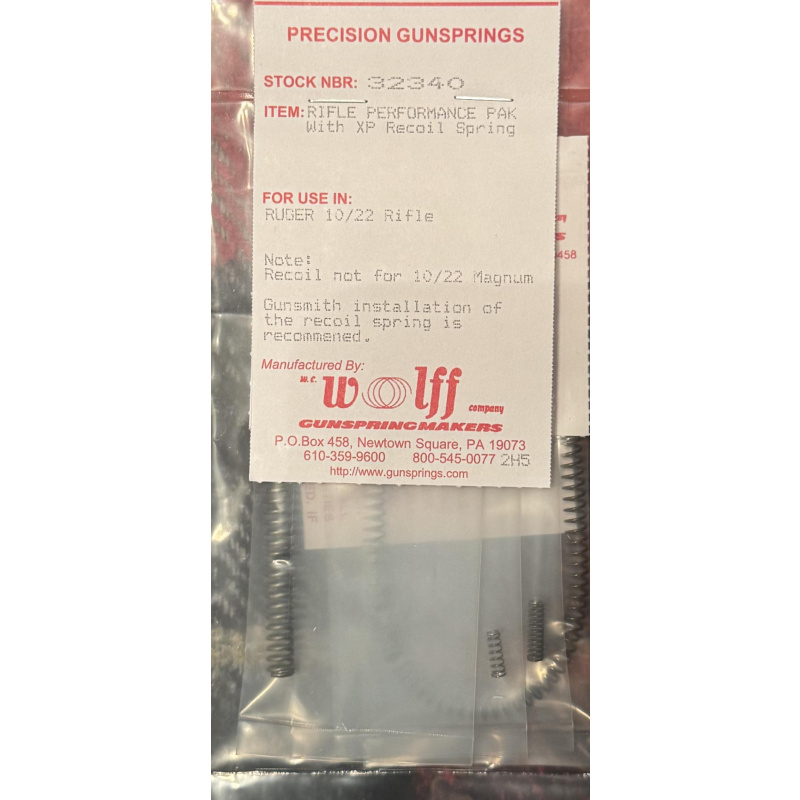 PRECISION GUNSPRINGS
STOCK NBR: 32340
ITEM: RIFLE PERFORMANCE PAK
With XP Recoil Spring
FOR USE IN:
RUGER 10/22 Rifle
Note:
Recoil not for 10/22 Magnum
Gunsmith installation of
the recoil spring is
recommened.
Manufactured By:
w.c. wolff company
GUNSPRINGMAKERS
P.O.Box 458, Newtown Square, PA 19073
610-359-9600 800-545-0077 2H5
http://www.gunsprings.com
458